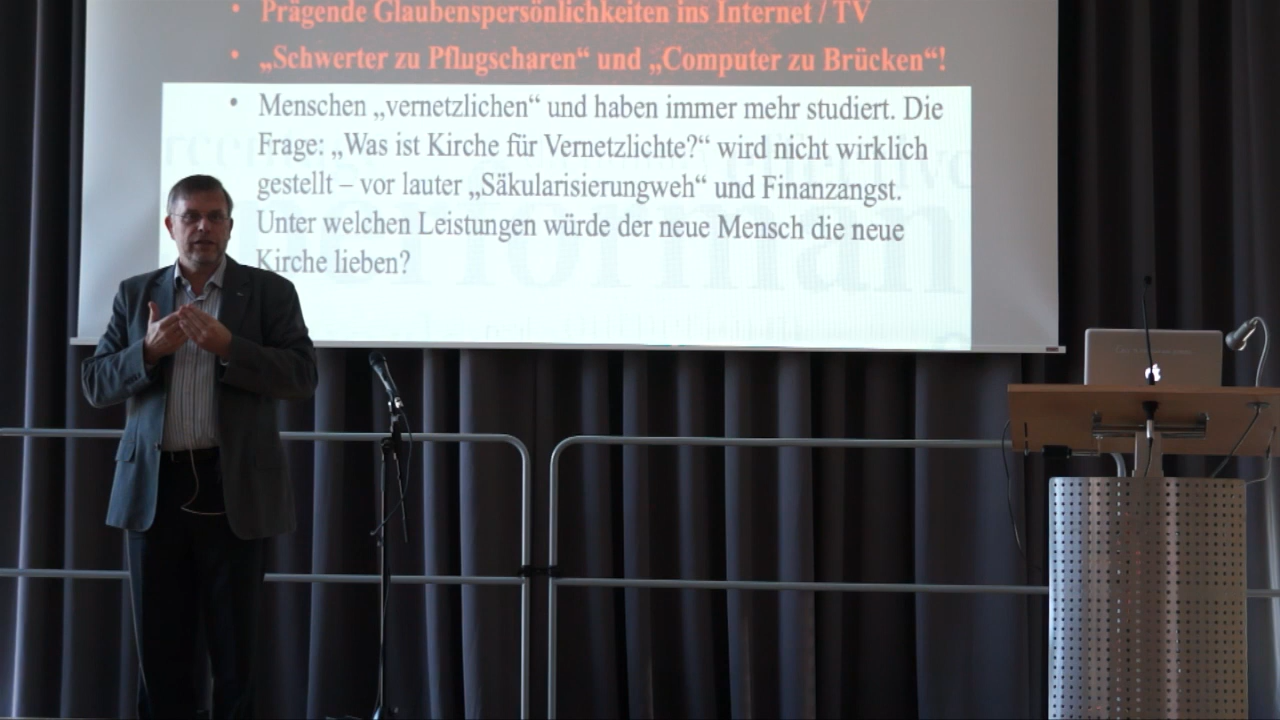 • Prägende Glaubenspersönlichkeiten ins Internet / TV
• „Schwerter zu Pflugscharen“ und „Computer zu Brücken“!
• Menschen „vernetzlichen“ und haben immer mehr studiert. Die
Frage: „Was ist Kirche für Vernetzlichte?“ wird nicht wirklich
gestellt – vor lauter „Säkularisierungweh“ und Finanzangst.
Unter welchen Leistungen würde der neue Mensch die neue
Kirche lieben?